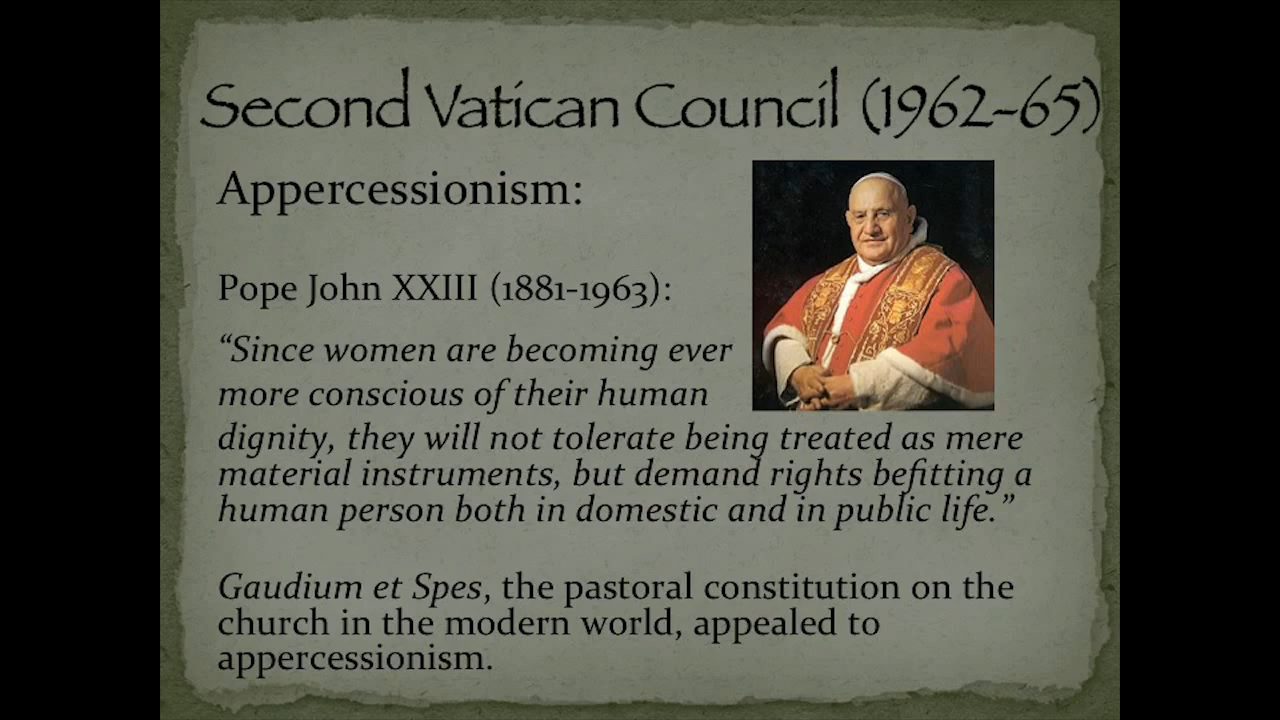 Second Vatican Council (1962-65)
Appercessionism:
Pope John XXIII (1881-1963):
“Since women are becoming ever
more conscious of their human
dignity, they will not tolerate being treated as mere
material instruments, but demand rights befitting a
human person both in domestic and in public life.”
Gaudium et Spes, the pastoral constitution on the
church in the modern world, appealed to
appercessionism.